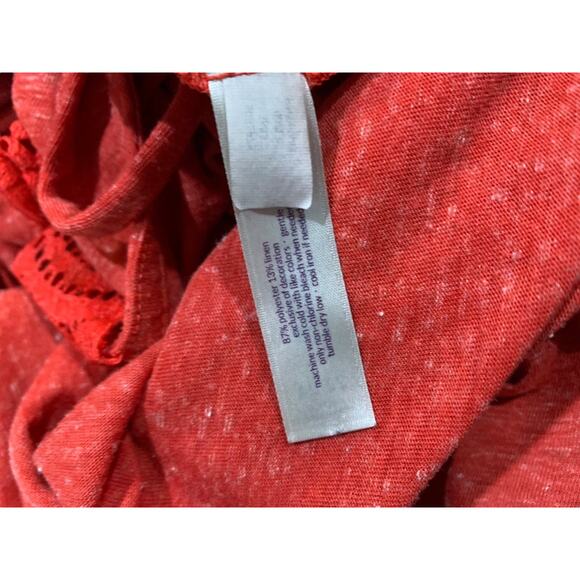 87% polyester 13% linen
exclusive of decoration · gentle
machine wash cold with like colors
only non-chlorine bleach when needed
tumble dry low · cool iron if needed